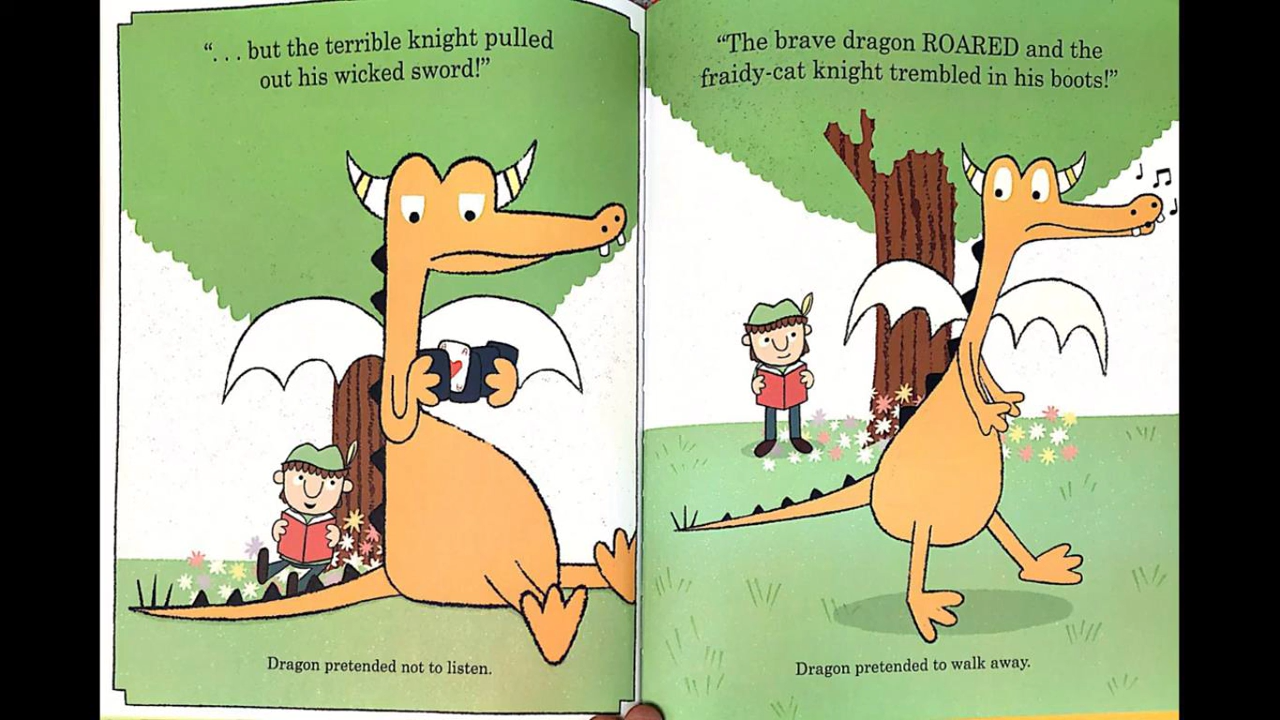 “. . . but the terrible knight pulled
out his wicked sword!”
Dragon pretended not to listen.
“The brave dragon ROARED and the
fraidy-cat knight trembled in his boots!”
Dragon pretended to walk away.